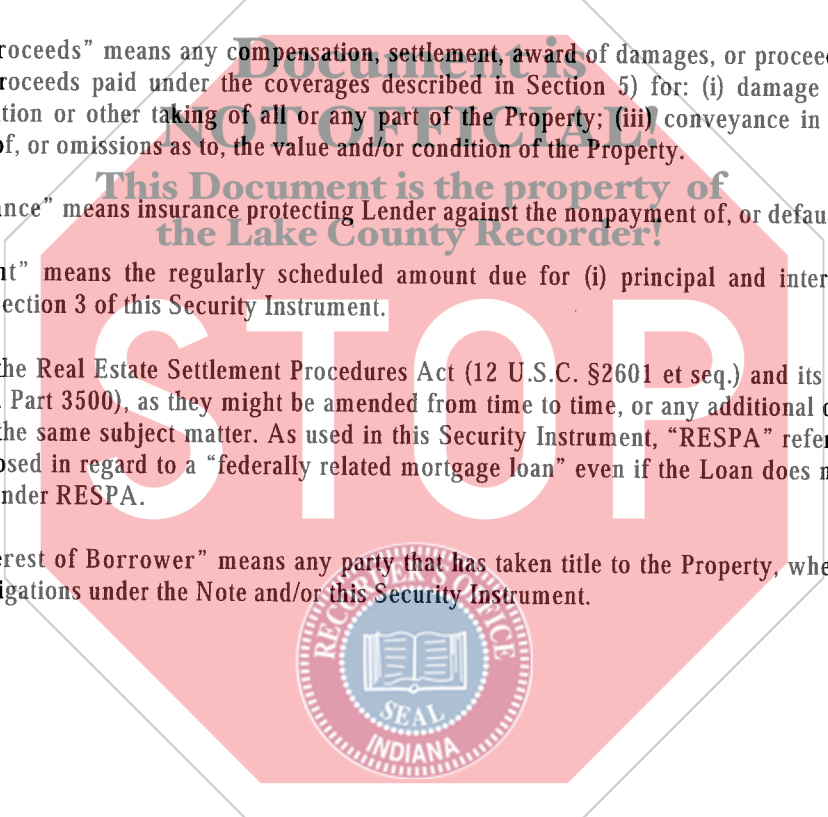 roceeds” means any compensation, settlement, award of damages, or procee
Document is
roceeds paid under the coverages described in Section 5) for: (i) damage
tion or other taking of all or any part of the Property; (iii) conveyance in
NOT OFFICIAL!
of, or omissions as to, the value and/or condition of the Property.
This Document is the property of
nce” means insurance protecting Lender against the nonpayment of, or defau
the Lake County Recorder!
nt” means the regularly scheduled amount due for (i) principal and inter
ection 3 of this Security Instrument.
STOP
the Real Estate Settlement Procedures Act (12 U.S.C. §2601 et seq.) and its
. Part 3500), as they might be amended from time to time, or any additional o
the same subject matter. As used in this Security Instrument, “RESPA” refer
osed in regard to a “federally related mortgage loan” even if the Loan does n
nder RESPA.
erest of Borrower” means any party that has taken title to the Property, whe
igations under the Note and/or this Security Instrument.
RECORDER'S OFFICE
SEAL
INDIANA